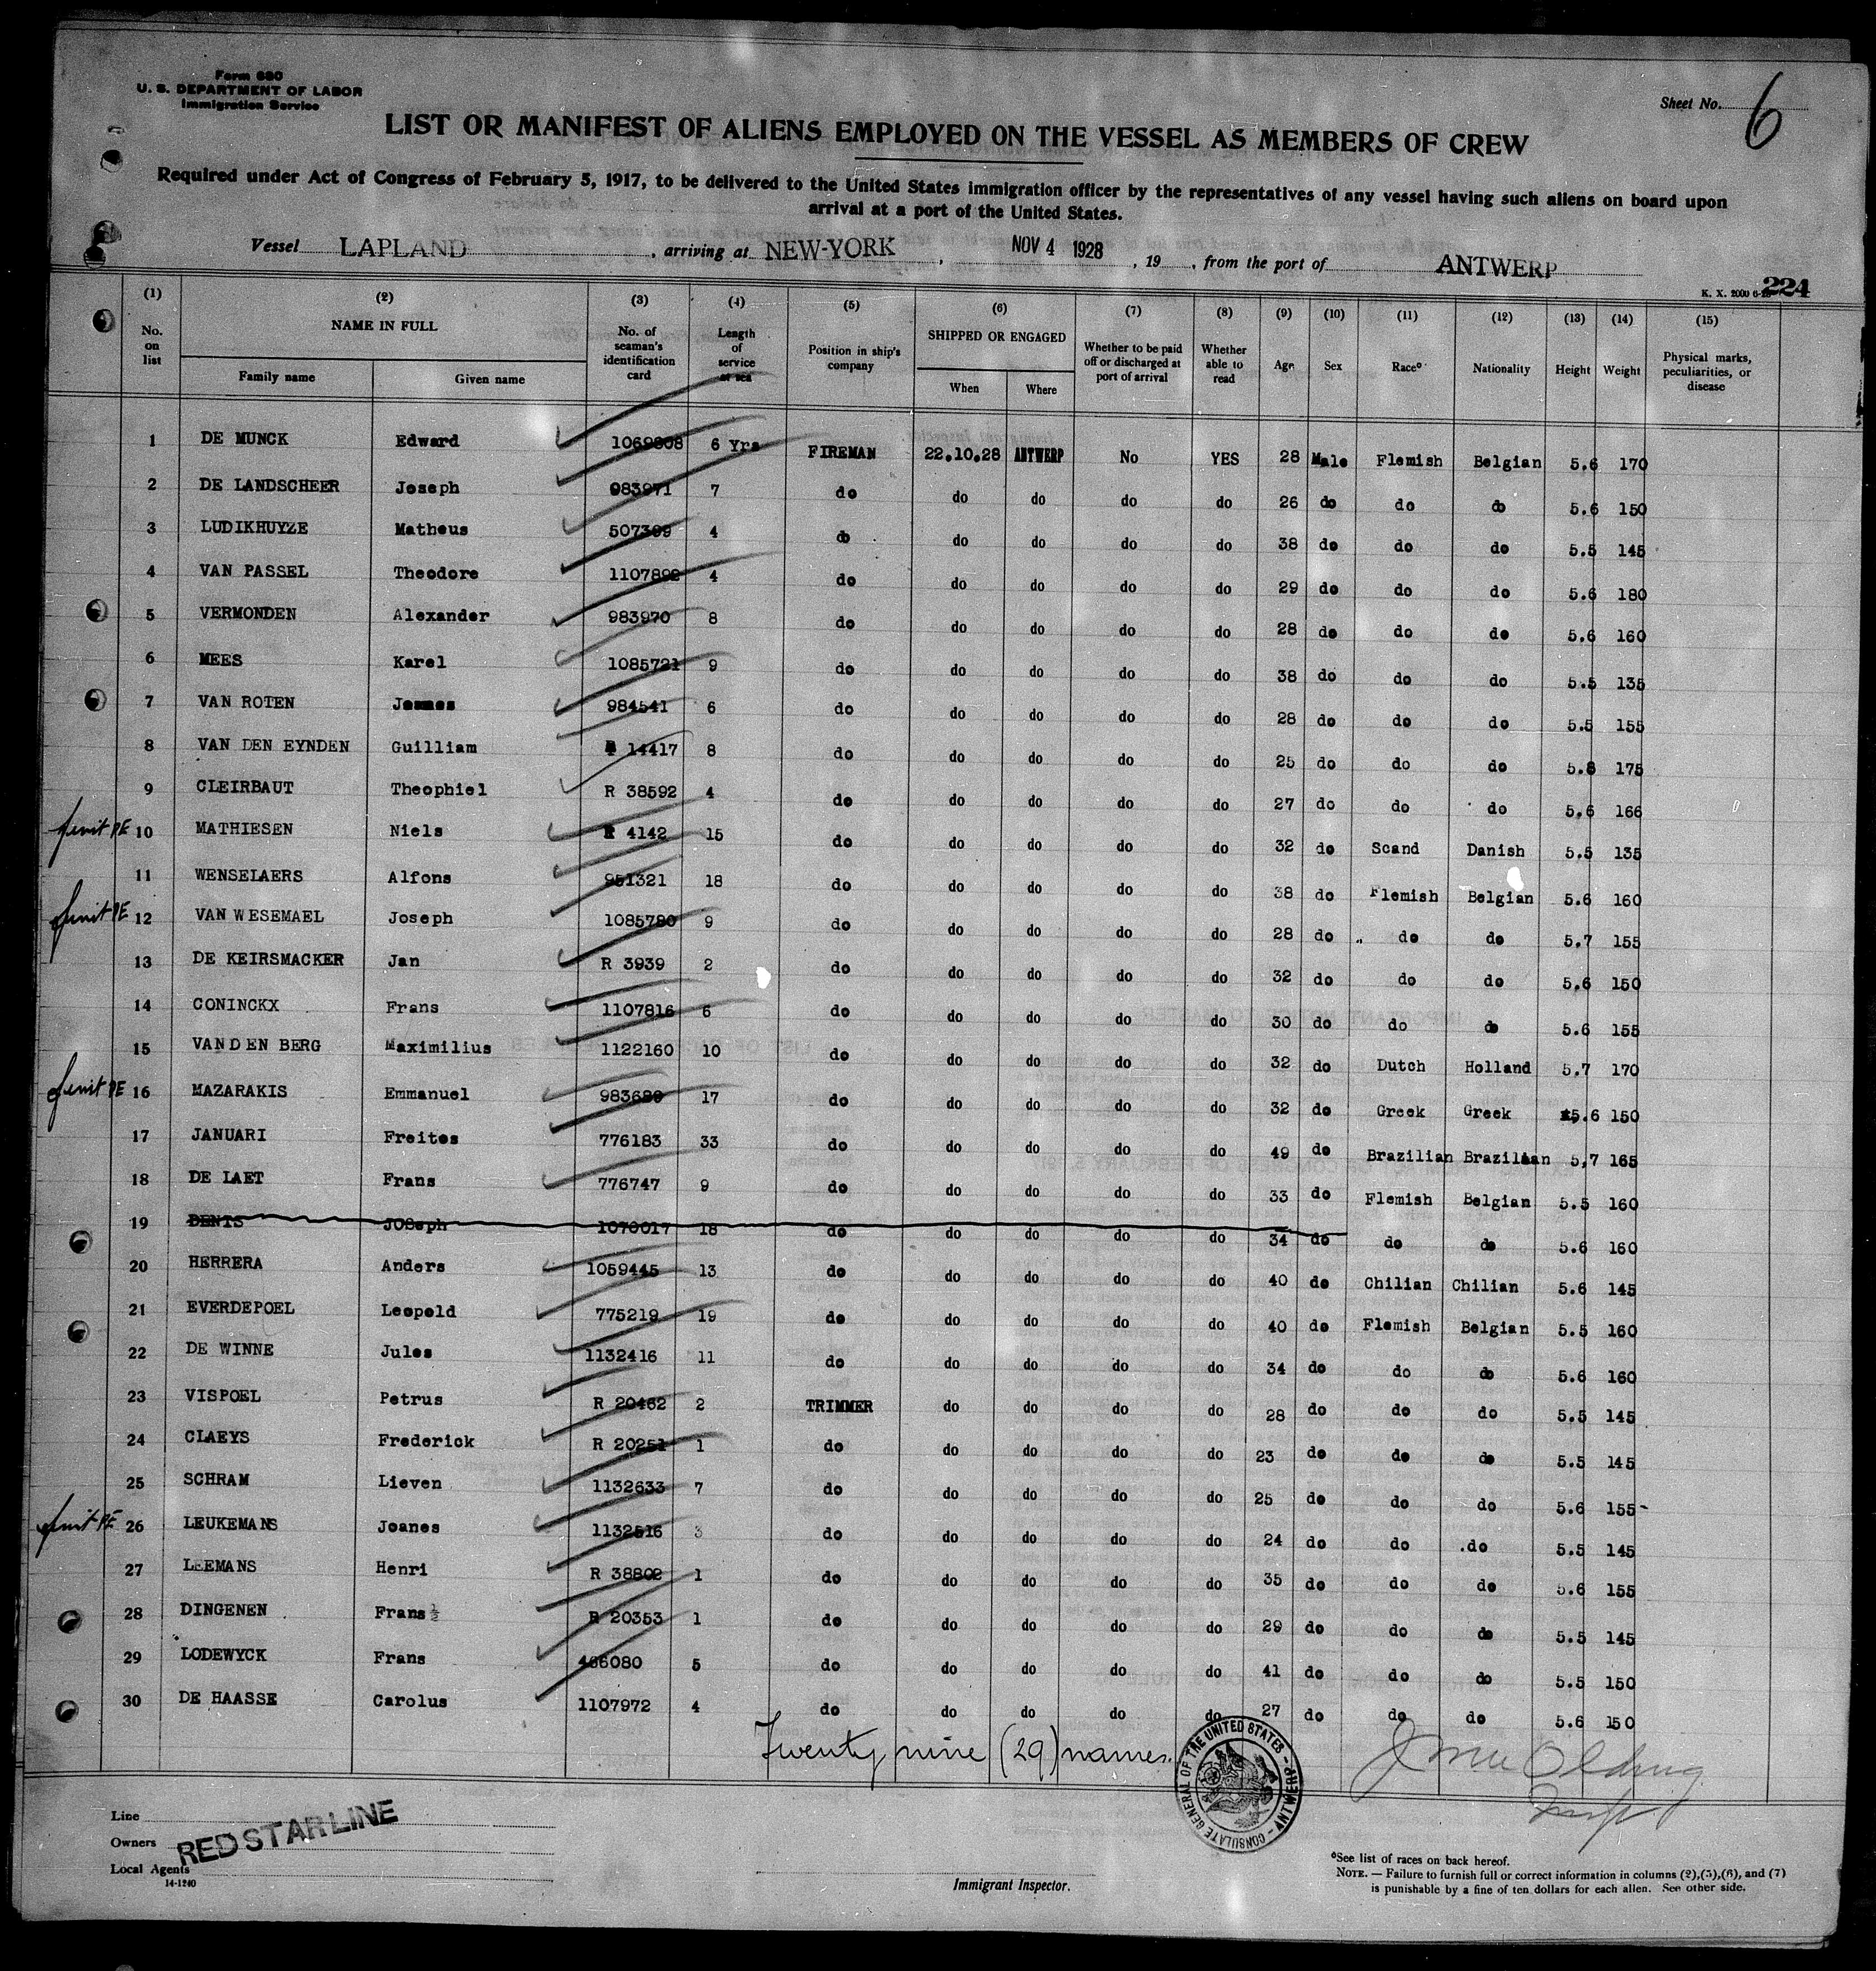 Form 680
U. S. DEPARTMENT OF LABOR
Immigration Service
Sheet No. 6
LIST OR MANIFEST OF ALIENS EMPLOYED ON THE VESSEL AS MEMBERS OF CREW
Required under Act of Congress of February 5, 1917, to be delivered to the United States immigration officer by the representatives of any vessel having such aliens on board upon
arrival at a port of the United States.
Vessel LAPLAND, arriving at NEW-YORK, NOV 4 1928, 19, from the port of ANTWERP
K. X. 2000 224
(1) No. on list (2) NAME IN FULL Family name Given name (3) No. of seaman's identification card (4) Length of service at sea (5) Position in ship's company (6) SHIPPED OR ENGAGED When Where (7) Whether to be paid off or discharged at port of arrival (8) Whether able to read (9) Age (10) Sex (11) Race° (12) Nationality (13) Height (14) Weight (15) Physical marks, peculiarities, or disease
1 DE MUNCK Edward 1069808 6 Yrs FIREMAN 22.10.28 ANTWERP No YES 28 Male Flemish Belgian 5.6 170
2 DE LANDSCHEER Joseph 983971 7 do do do do do 26 do do do 5.6 150
3 LUDIKHUYZE Matheus 507399 4 do do do do do 38 do do do 5.5 145
4 VAN PASSEL Theodore 1107892 4 do do do do do 29 do do do 5.6 180
5 VERMONDEN Alexander 983970 8 do do do do do 28 do do do 5.6 160
6 MEES Karel 1085721 9 do do do do do 38 do do do 5.5 135
7 VAN ROTEN 984541 6 do do do do do 28 do do do 5.5 155
8 VAN DEN EYNDEN Guilliam 14417 8 do do do do do 25 do do do 5.8 175
9 CLEIRBAUT Theophiel R 38592 4 do do do do do 27 do do do 5.6 166
10 MATHIESEN Niels R 4142 15 do do do do do 32 do Scand Danish 5.5 135
11 WENSELAERS Alfons 951321 18 do do do do do 38 do Flemish Belgian 5.6 160
12 VAN WESEMAEL Joseph 1085780 9 do do do do do 28 do do do 5.7 155
13 DE KEIRSMACKER Jan R 3939 2 do do do do do 32 do do do 5.6 150
14 CONINCKX Frans 1107816 6 do do do do do 30 do do do 5.6 155
15 VAN DEN BERG Maximilius 1122160 10 do do do do do 32 do Dutch Holland 5.7 170
16 MAZARAKIS Emmanuel 983689 17 do do do do do 32 do Greek Greek 5.6 150
17 JANUARI Freites 776183 33 do do do do do 49 do Brazilian Brazilian 5,7 165
18 DE LAET Frans 776747 9 do do do do do 33 do Flemish Belgian 5.5 160
19 DENTS JOSeph 1070017 18 do do do do do 34 do do do 5.6 160
20 HERRERA Anders 1059445 13 do do do do do 40 do Chilian Chilian 5.6 145
21 EVERDEPOEL Leopold 775219 19 do do do do do 40 do Flemish Belgian 5.5 160
22 DE WINNE Jules 1132416 11 do do do do do 34 do do do 5.6 160
23 VISPOEL Petrus R 20462 2 TRIMMER do do do do 28 do do do 5.5 145
24 CLAEYS Frederick R 20251 1 do do do do do 23 do do do 5.5 145
25 SCHRAM Lieven 1132633 7 do do do do do 25 do do do 5.6 155
26 LEUKEMANS Joanes 1132516 3 do do do do do 24 do do do 5.5 145
27 LEEMANS Henri R 38802 1 do do do do do 35 do do do 5.6 155
28 DINGENEN Frans R 20353 1 do do do do do 29 do do do 5.5 145
29 LODEWYCK Frans 466080 5 do do do do do 41 do do do 5.5 150
30 DE HAASSE Carolus 1107972 4 do do do do do 27 do do do 5.6 150
Twenty nine (29) names.
CONSULATE GENERAL OF THE UNITED STATES - ANTWERP
Line
Owners RED STAR LINE
Local Agents
14-1240
Immigrant Inspector.
°See list of races on back hereof.
NOTE. — Failure to furnish full or correct information in columns (2),(5),(6), and (7)
is punishable by a fine of ten dollars for each alien. See other side.